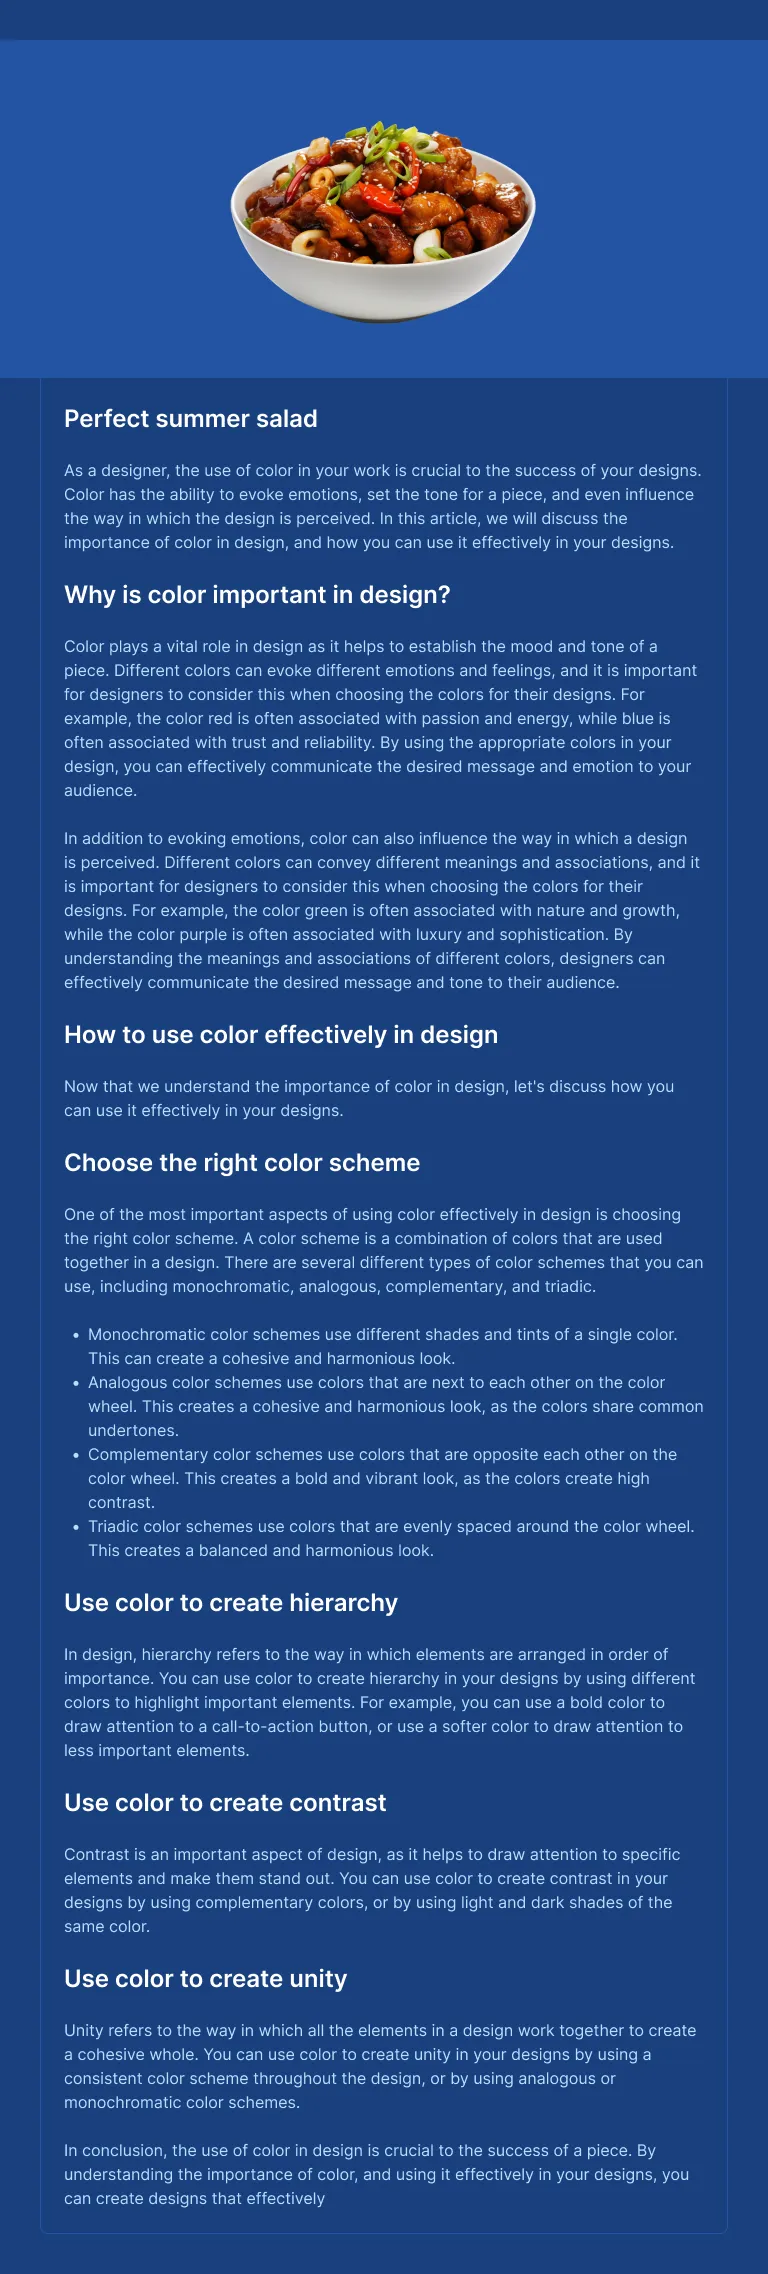 Perfect summer salad
As a designer, the use of color in your work is crucial to the success of your designs.
Color has the ability to evoke emotions, set the tone for a piece, and even influence
the way in which the design is perceived. In this article, we will discuss the
importance of color in design, and how you can use it effectively in your designs.
Why is color important in design?
Color plays a vital role in design as it helps to establish the mood and tone of a
piece. Different colors can evoke different emotions and feelings, and it is important
for designers to consider this when choosing the colors for their designs. For
example, the color red is often associated with passion and energy, while blue is
often associated with trust and reliability. By using the appropriate colors in your
design, you can effectively communicate the desired message and emotion to your
audience.
In addition to evoking emotions, color can also influence the way in which a design
is perceived. Different colors can convey different meanings and associations, and it
is important for designers to consider this when choosing the colors for their
designs. For example, the color green is often associated with nature and growth,
while the color purple is often associated with luxury and sophistication. By
understanding the meanings and associations of different colors, designers can
effectively communicate the desired message and tone to their audience.
How to use color effectively in design
Now that we understand the importance of color in design, let's discuss how you
can use it effectively in your designs.
Choose the right color scheme
One of the most important aspects of using color effectively in design is choosing
the right color scheme. A color scheme is a combination of colors that are used
together in a design. There are several different types of color schemes that you can
use, including monochromatic, analogous, complementary, and triadic.
• Monochromatic color schemes use different shades and tints of a single color.
This can create a cohesive and harmonious look.
• Analogous color schemes use colors that are next to each other on the color
wheel. This creates a cohesive and harmonious look, as the colors share common
undertones.
• Complementary color schemes use colors that are opposite each other on the
color wheel. This creates a bold and vibrant look, as the colors create high
contrast.
• Triadic color schemes use colors that are evenly spaced around the color wheel.
This creates a balanced and harmonious look.
Use color to create hierarchy
In design, hierarchy refers to the way in which elements are arranged in order of
importance. You can use color to create hierarchy in your designs by using different
colors to highlight important elements. For example, you can use a bold color to
draw attention to a call-to-action button, or use a softer color to draw attention to
less important elements.
Use color to create contrast
Contrast is an important aspect of design, as it helps to draw attention to specific
elements and make them stand out. You can use color to create contrast in your
designs by using complementary colors, or by using light and dark shades of the
same color.
Use color to create unity
Unity refers to the way in which all the elements in a design work together to create
a cohesive whole. You can use color to create unity in your designs by using a
consistent color scheme throughout the design, or by using analogous or
monochromatic color schemes.
In conclusion, the use of color in design is crucial to the success of a piece. By
understanding the importance of color, and using it effectively in your designs, you
can create designs that effectively